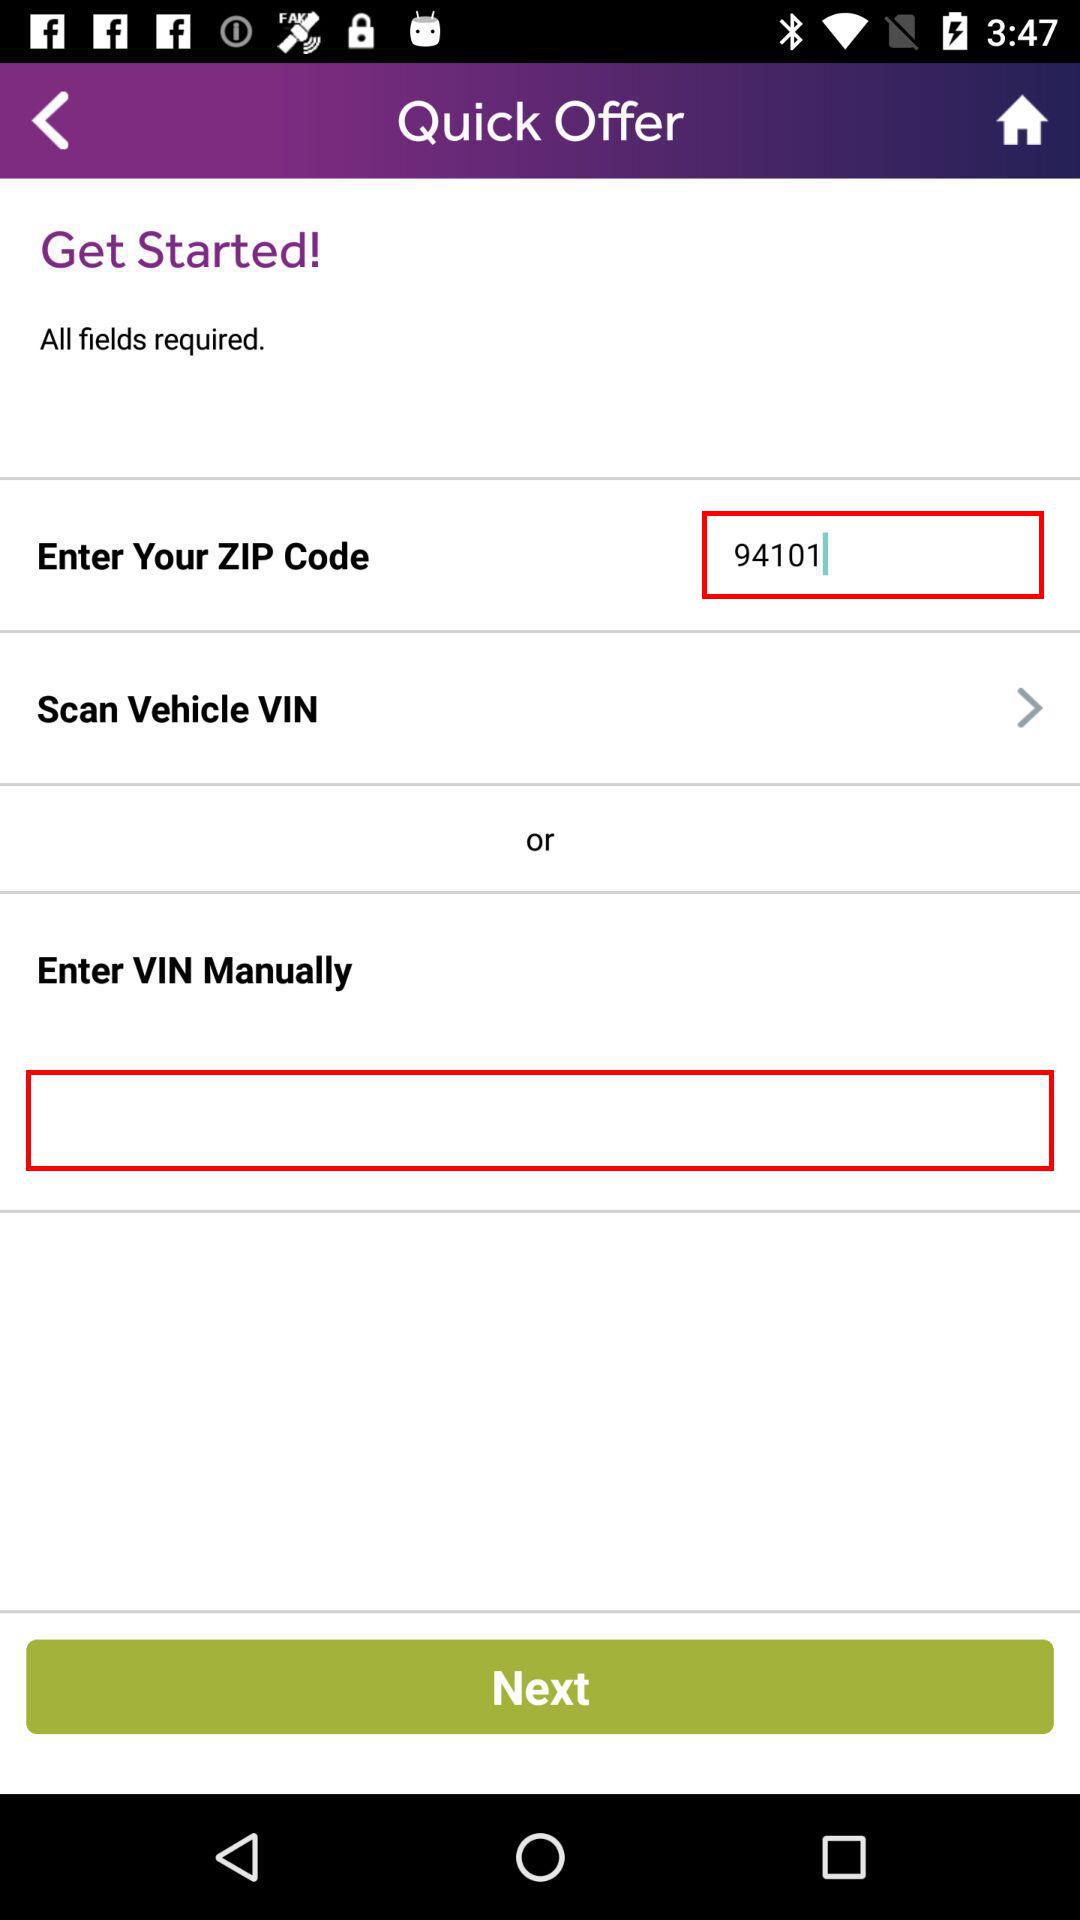 FAKE
3:47
Quick Offer
Get Started!
All fields required.
Enter Your ZIP Code
94101
Scan Vehicle VIN
or
Enter VIN Manually
Next